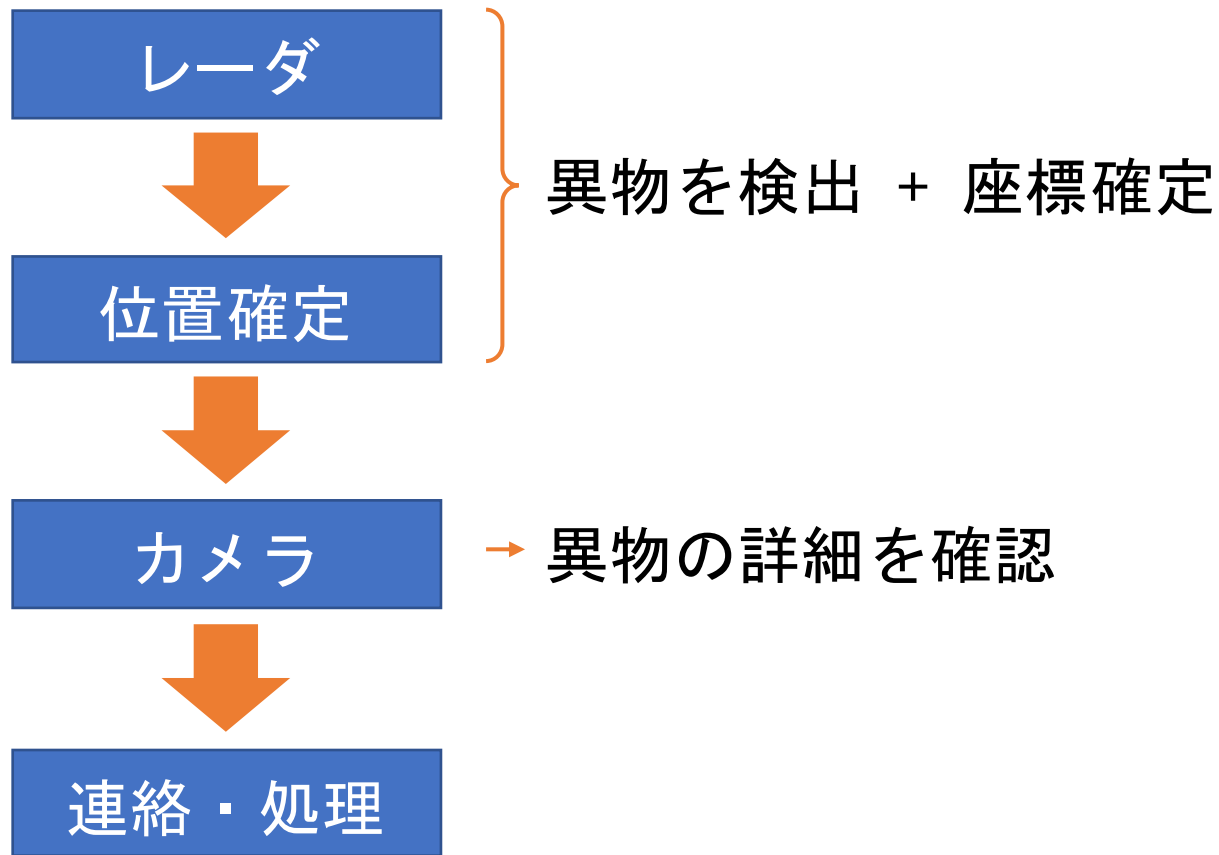 レーダ
異物を検出 + 座標確定
位置確定
カメラ
異物の詳細を確認
連絡・処理